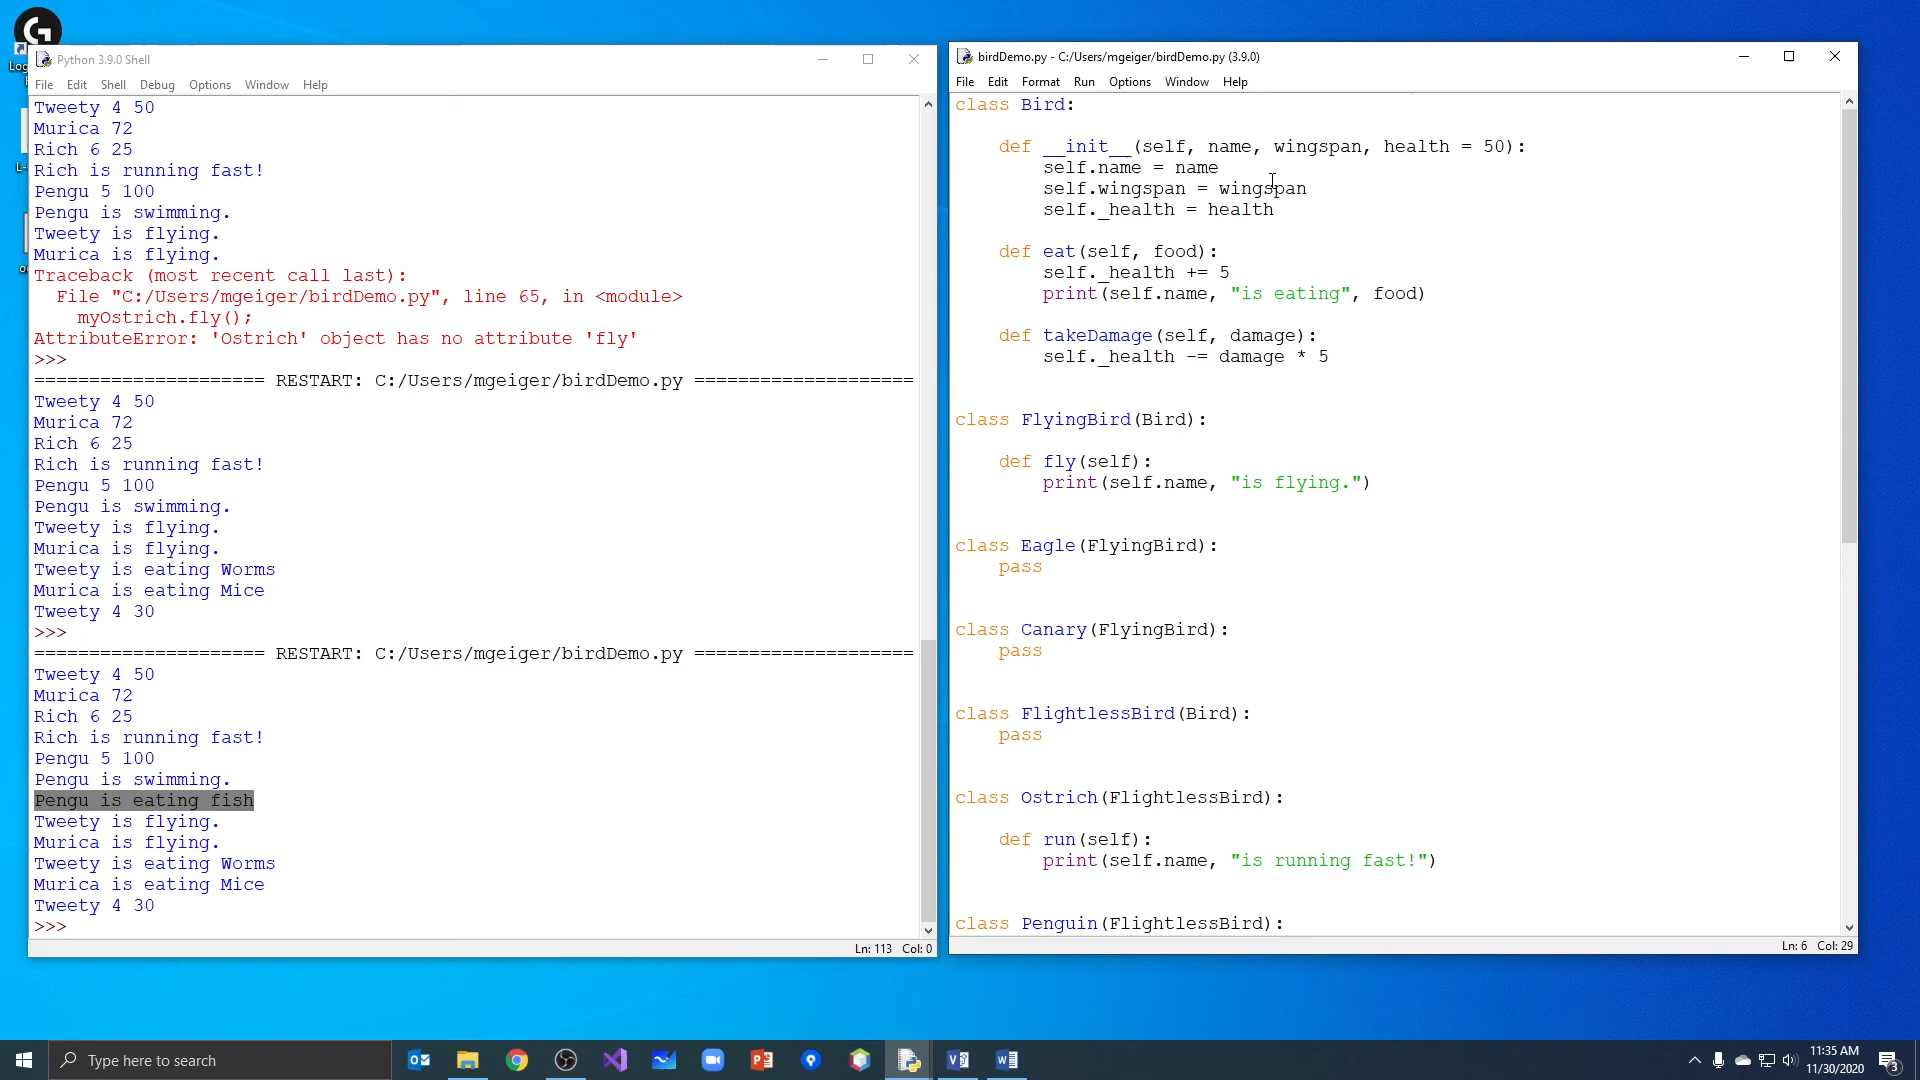 Python 3.9.0 Shell
File Edit Shell Debug Options Window Help
Tweety 4 50
Murica 72
Rich 6 25
Rich is running fast!
Pengu 5 100
Pengu is swimming.
Tweety is flying.
Murica is flying.
Traceback (most recent call last):
  File "C:/Users/mgeiger/birdDemo.py", line 65, in <module>
    myOstrich.fly();
AttributeError: 'Ostrich' object has no attribute 'fly'
>>>
===================== RESTART: C:/Users/mgeiger/birdDemo.py ====================
Tweety 4 50
Murica 72
Rich 6 25
Rich is running fast!
Pengu 5 100
Pengu is swimming.
Tweety is flying.
Murica is flying.
Tweety is eating Worms
Murica is eating Mice
Tweety 4 30
>>>
===================== RESTART: C:/Users/mgeiger/birdDemo.py ====================
Tweety 4 50
Murica 72
Rich 6 25
Rich is running fast!
Pengu 5 100
Pengu is swimming.
Pengu is eating fish
Tweety is flying.
Murica is flying.
Tweety is eating Worms
Murica is eating Mice
Tweety 4 30
>>>
Ln: 113 Col: 0
birdDemo.py - C:/Users/mgeiger/birdDemo.py (3.9.0)
File Edit Format Run Options Window Help
class Bird:
    def __init__(self, name, wingspan, health = 50):
        self.name = name
        self.wingspan = wingspan
        self._health = health
    def eat(self, food):
        self._health += 5
        print(self.name, "is eating", food)
    def takeDamage(self, damage):
        self._health -= damage * 5
class FlyingBird(Bird):
    def fly(self):
        print(self.name, "is flying.")
class Eagle(FlyingBird):
    pass
class Canary(FlyingBird):
    pass
class FlightlessBird(Bird):
    pass
class Ostrich(FlightlessBird):
    def run(self):
        print(self.name, "is running fast!")
class Penguin(FlightlessBird):
Ln: 6 Col: 29
Type here to search
11:35 AM
11/30/2020
3